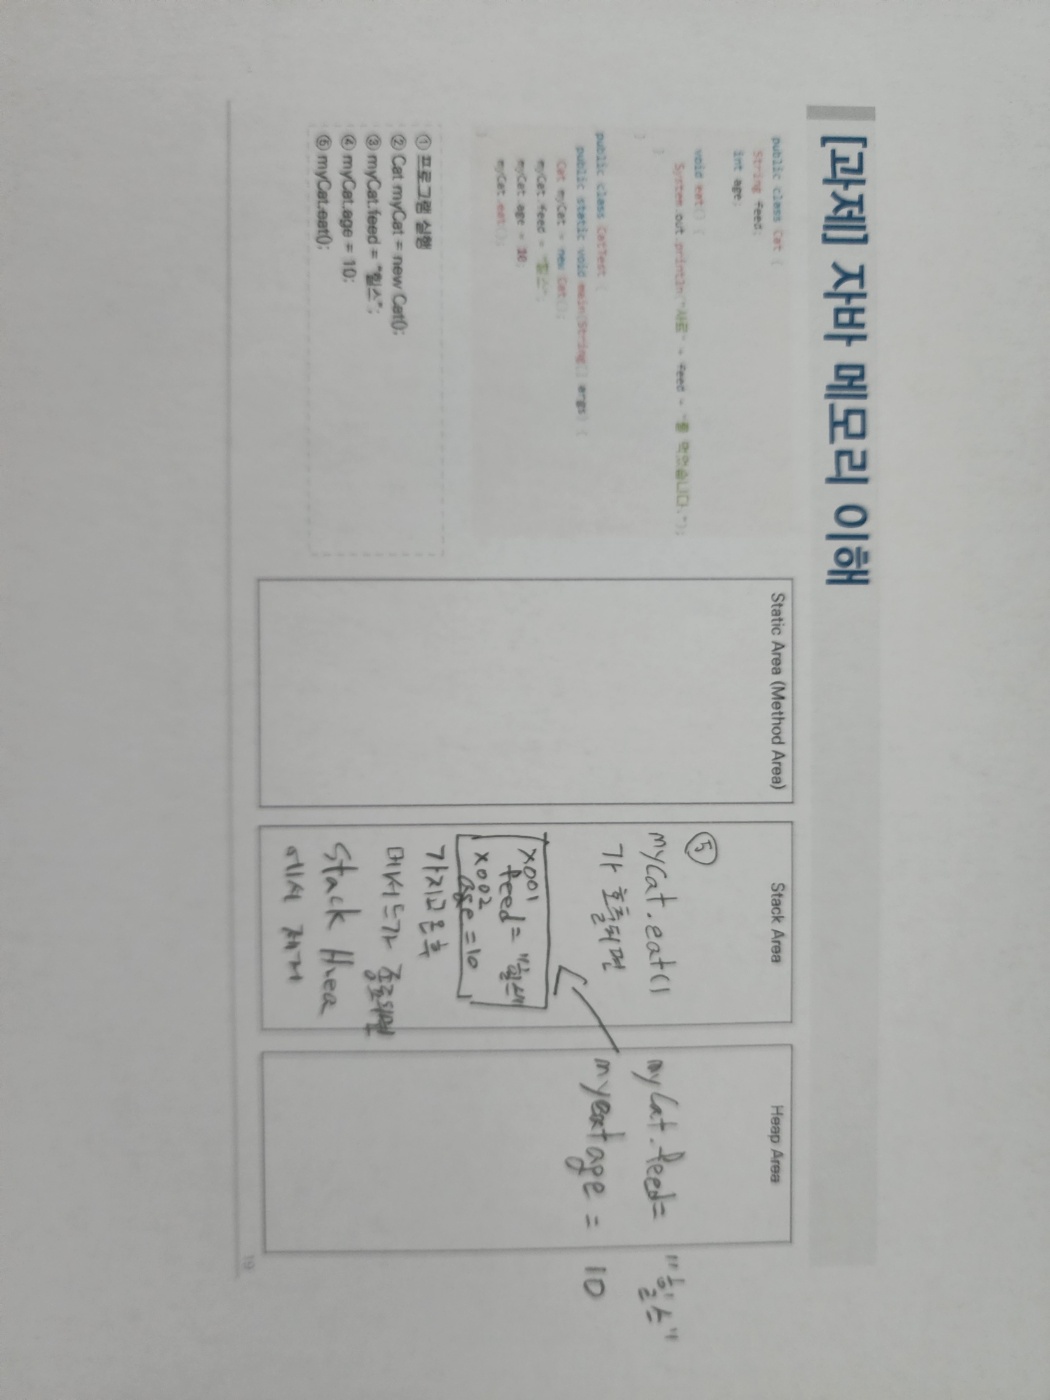 [과제] 자바 메모리 이해
public class Cat {
String feed;
int age;
void eat() {
System.out.println("사료" + feed + "를 먹었습니다.");
}
}
public class CatTest {
public static void main(String[] args) {
Cat myCat = new Cat();
myCat.feed = "힐스";
myCat.age = 10;
myCat.eat();
}
① 프로그램 실행
② Cat myCat = new Cat();
③ myCat.feed = "힐스";
④ myCat.age = 10;
⑤ myCat.eat();
Static Area (Method Area)
Stack Area
⑤
myCat.eat()
가 호출되면
x001
feed = "힐스"
x002
age = 10
가지고 온 후
메서드가 종료되면
Stack Area
에서 제거
Heap Area
myCat.feed = "힐스"
mycat age = 10
19